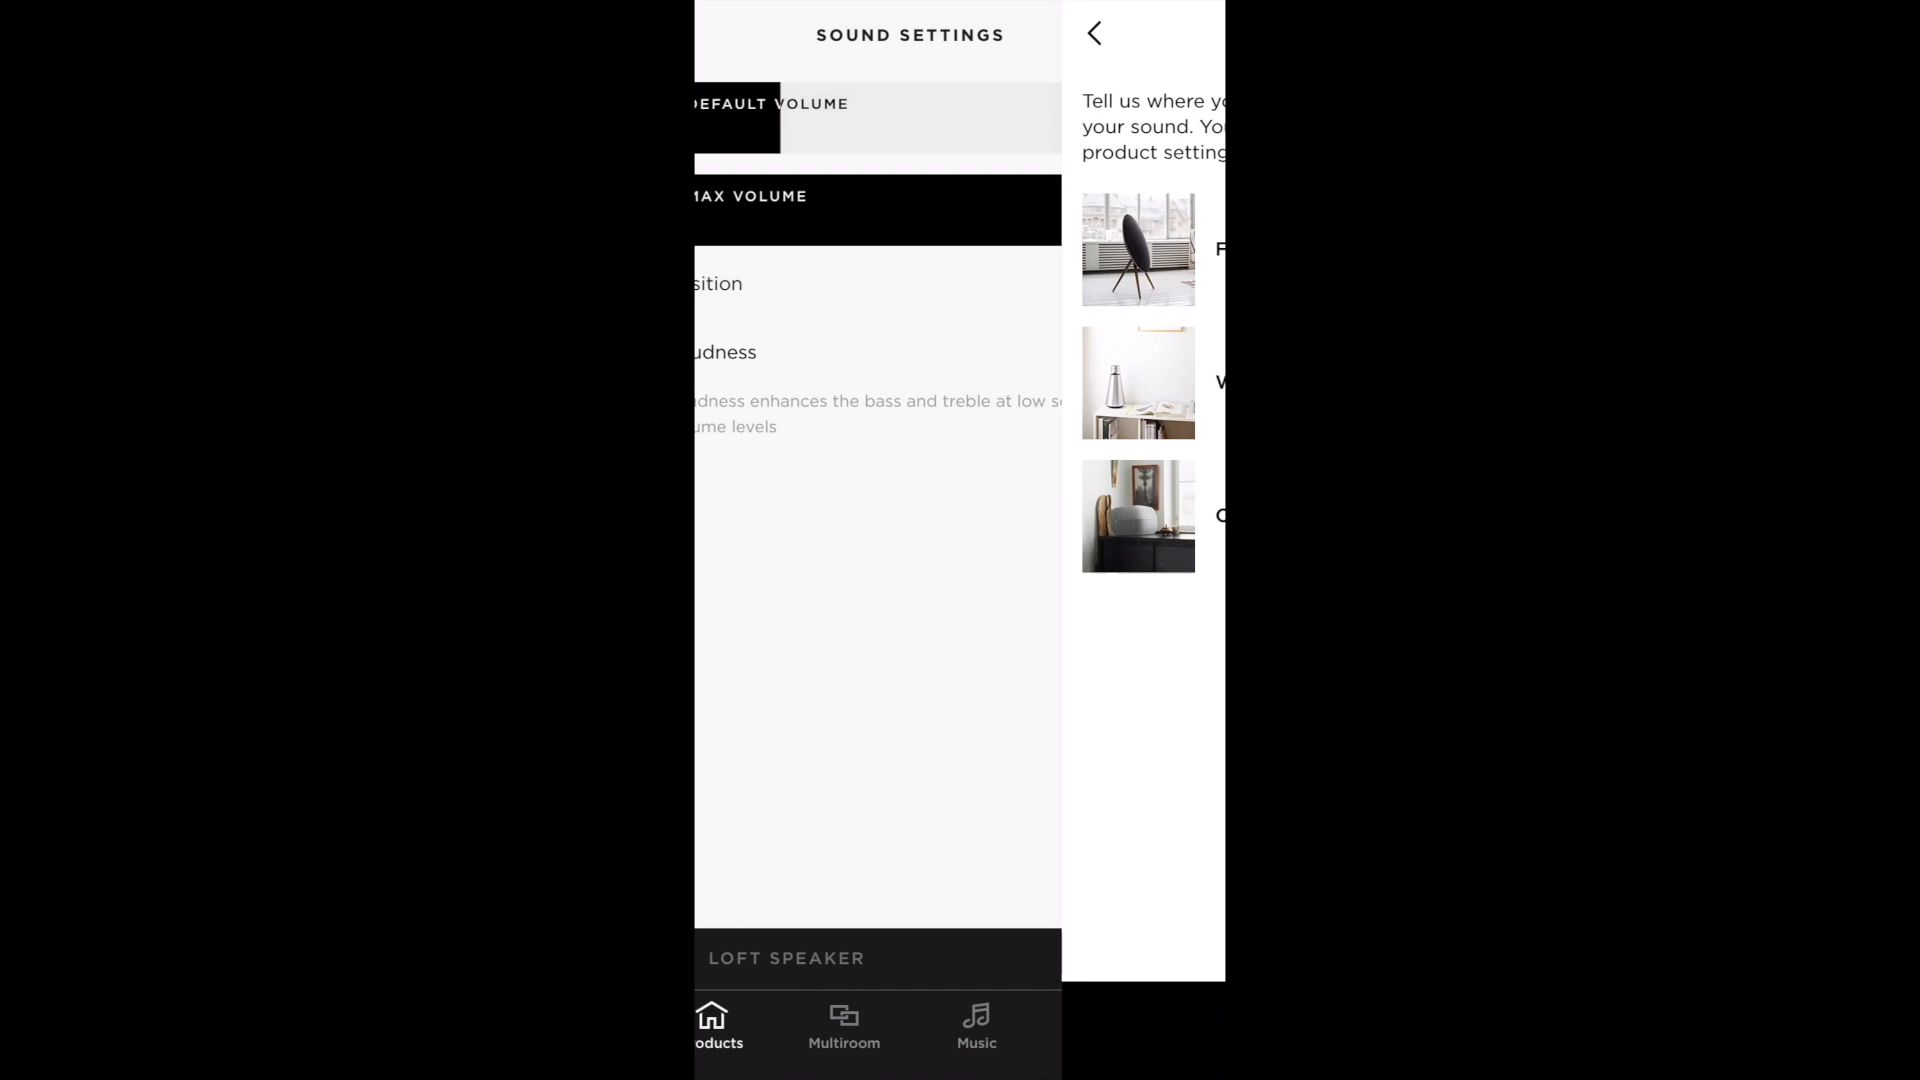 SOUND SETTINGS
DEFAULT VOLUME
MAX VOLUME
sition
udness
udness enhances the bass and treble at low s
ume levels
LOFT SPEAKER
oducts
Multiroom
Music
Tell us where yo
your sound. You
product setting
F
W
C